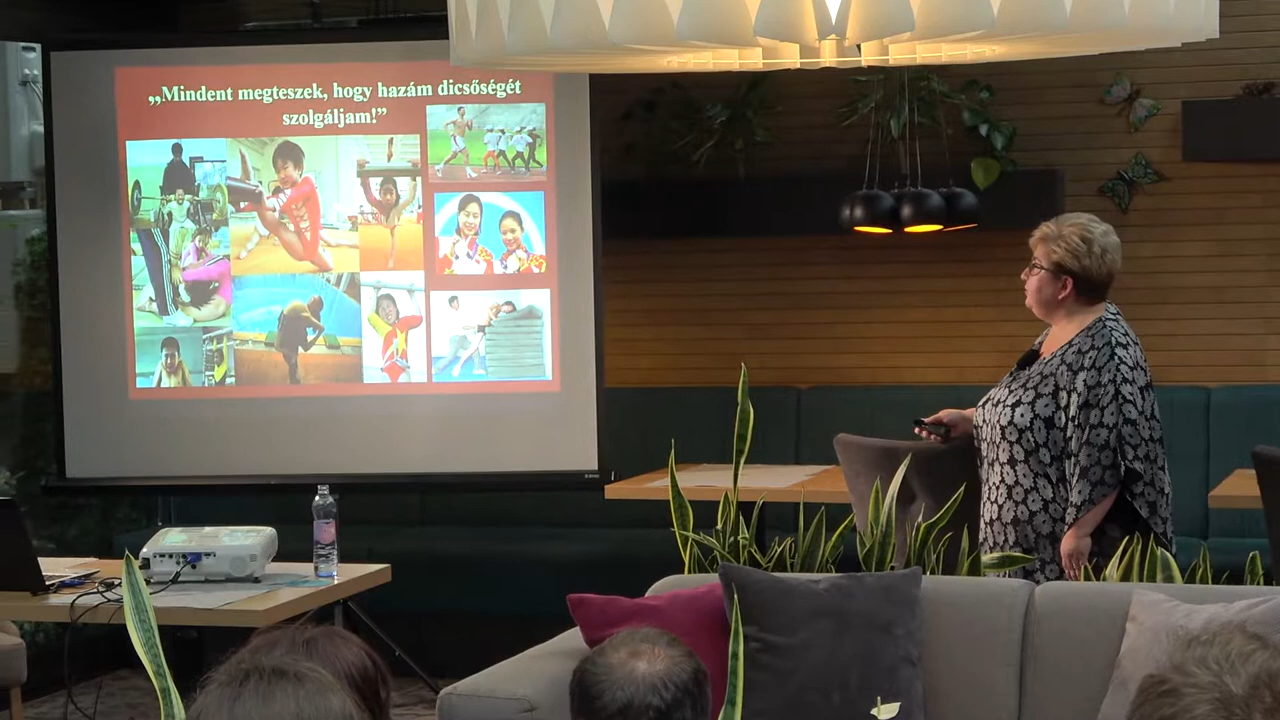 „Mindent megteszek, hogy hazám dicsőségét
szolgáljam!”